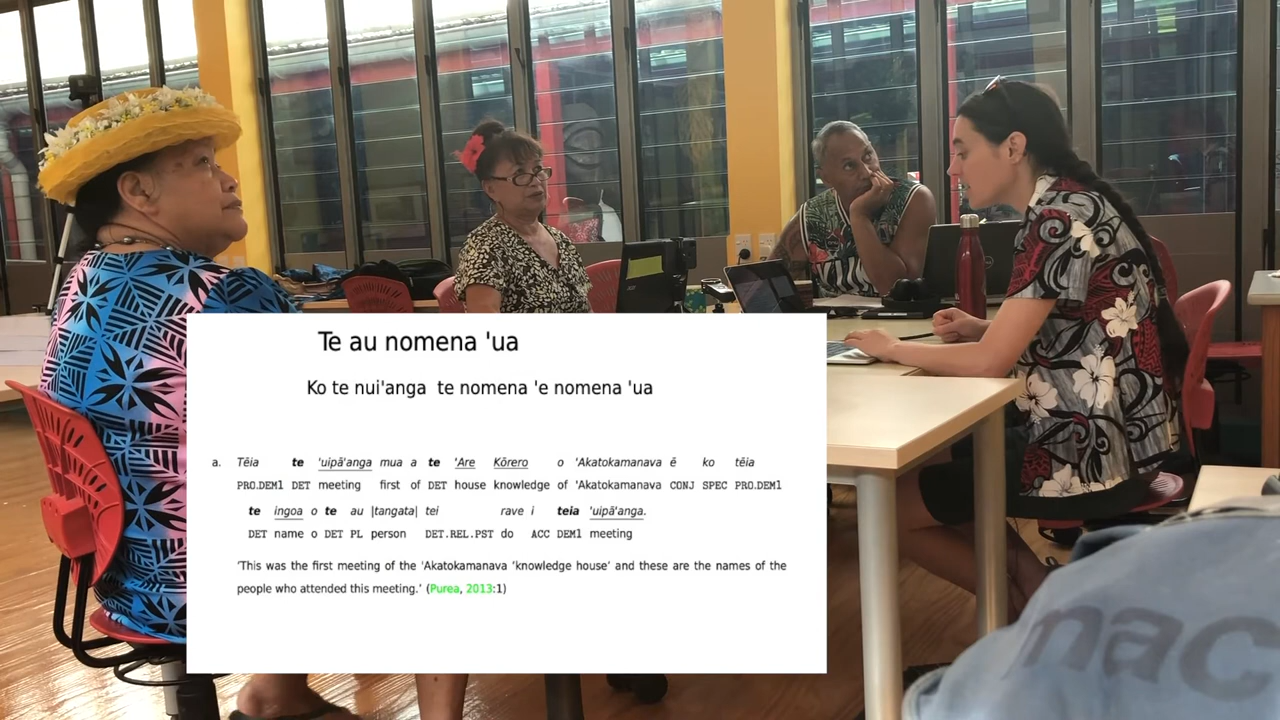 Te au nomena 'ua
Ko te nui'anga te nomena 'e nomena 'ua
a. Tēia te 'uipā'anga mua a te 'Are Kōrero o 'Akatokamanava ē ko tēia
PRO.DEM1 DET meeting first of DET house knowledge of 'Akatokamanava CONJ SPEC PRO.DEM1
te ingoa o te au |tangata| tei rave i teia 'uipā'anga.
DET name o DET PL person DET.REL.PST do ACC DEM1 meeting
'This was the first meeting of the 'Akatokamanava 'knowledge house' and these are the names of the
people who attended this meeting.' (Purea, 2013:1)
mac